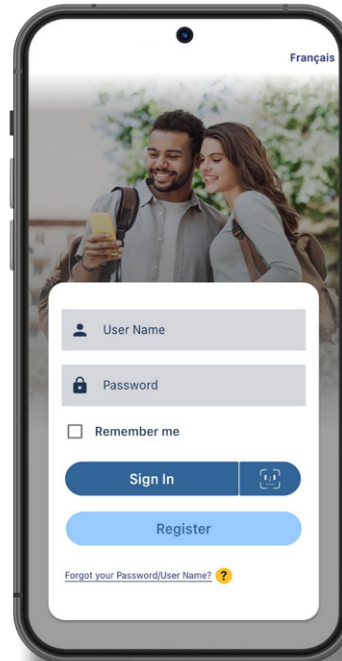 Français
User Name
Password
Remember me
Sign In
Register
Forgot your Password/User Name? ?